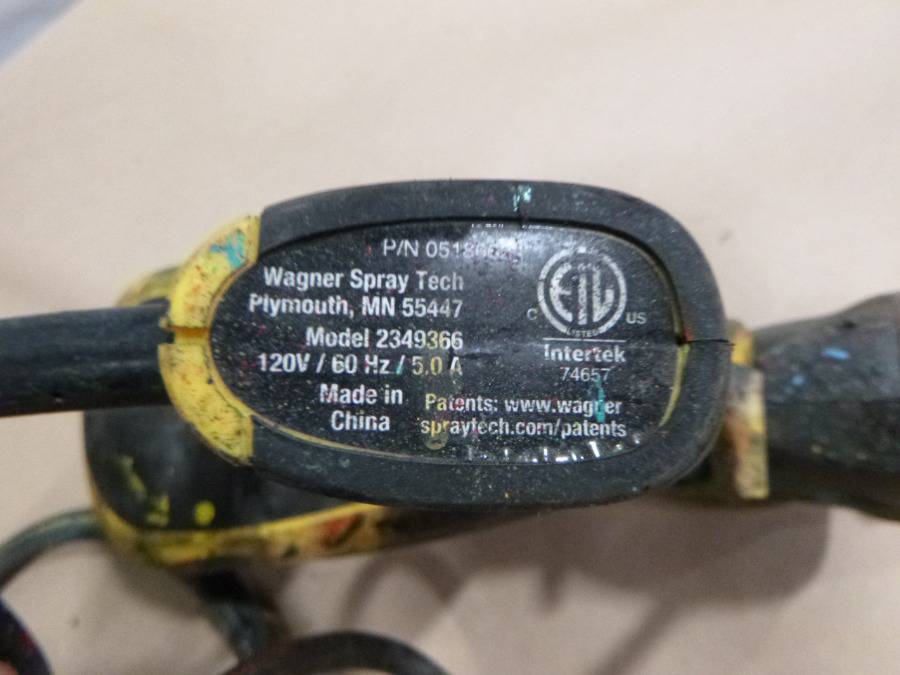 P/N
Wagner Spray Tech
Plymouth, MN 55447
Model 2349366
120V / 60 Hz / 5.0 A
Made in
China
ETL
LISTED
C US
Intertek
74657
Patents: www.wagner
spraytech.com/patents